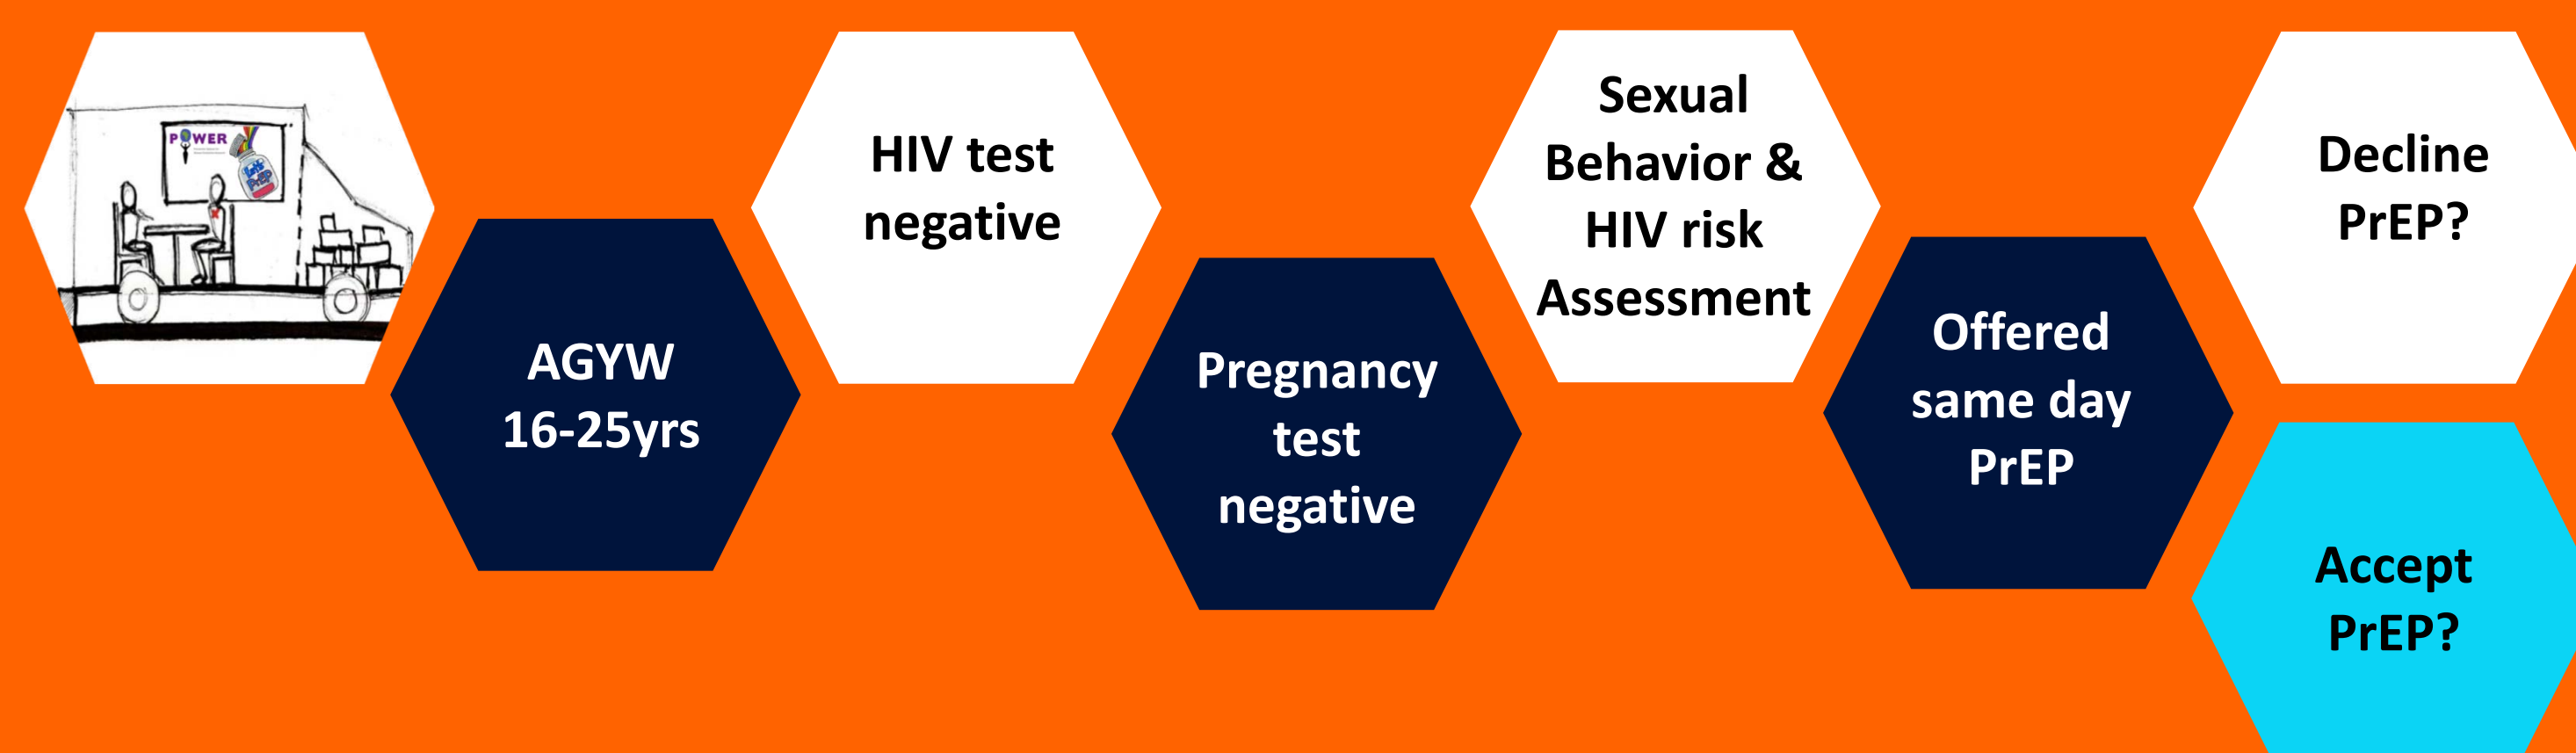 POWER
PrEP
AGYW
16-25yrs
HIV test
negative
Pregnancy
test
negative
Sexual
Behavior &
HIV risk
Assessment
Offered
same day
PrEP
Decline
PrEP?
Accept
PrEP?